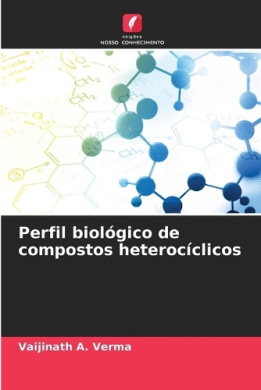 edições
NOSSO CONHECIMENTO
Perfil biológico de
compostos heterocíclicos
Vaijinath A. Verma